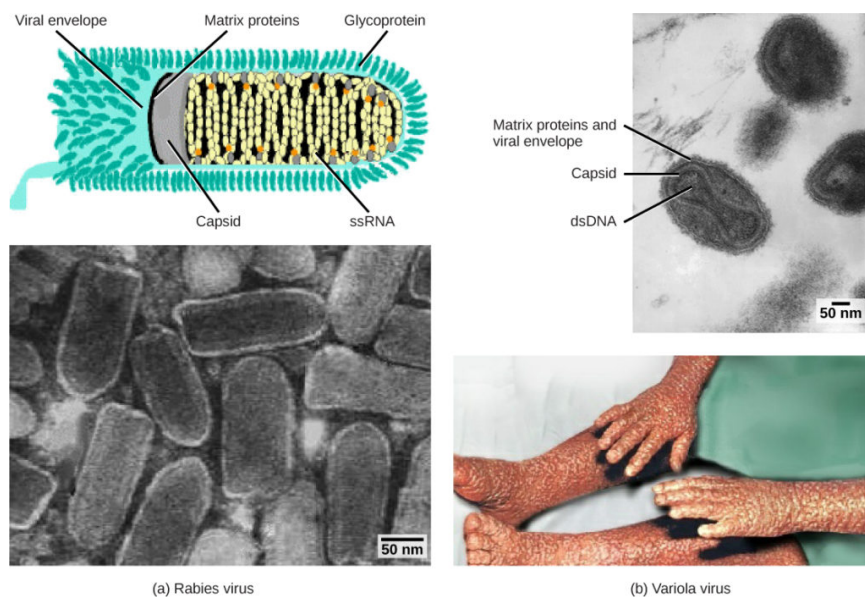 Viral envelope
Matrix proteins
Glycoprotein
Capsid
ssRNA
50 nm
(a) Rabies virus
Matrix proteins and
viral envelope
Capsid
dsDNA
50 nm
(b) Variola virus